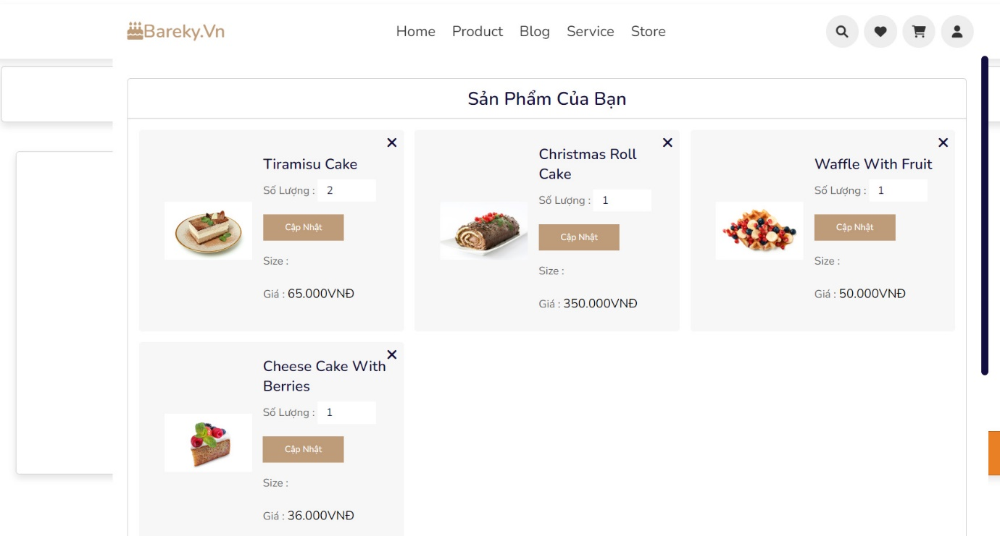 Bareky.Vn
Home Product Blog Service Store
Sản Phẩm Của Bạn
Tiramisu Cake
Số Lượng : 2
Cập Nhật
Size :
Giá : 65.000VNĐ
Christmas Roll
Cake
Số Lượng : 1
Cập Nhật
Size :
Giá : 350.000VNĐ
Waffle With Fruit
Số Lượng : 1
Cập Nhật
Size :
Giá : 50.000VNĐ
Cheese Cake With
Berries
Số Lượng : 1
Cập Nhật
Size :
Giá : 36.000VNĐ